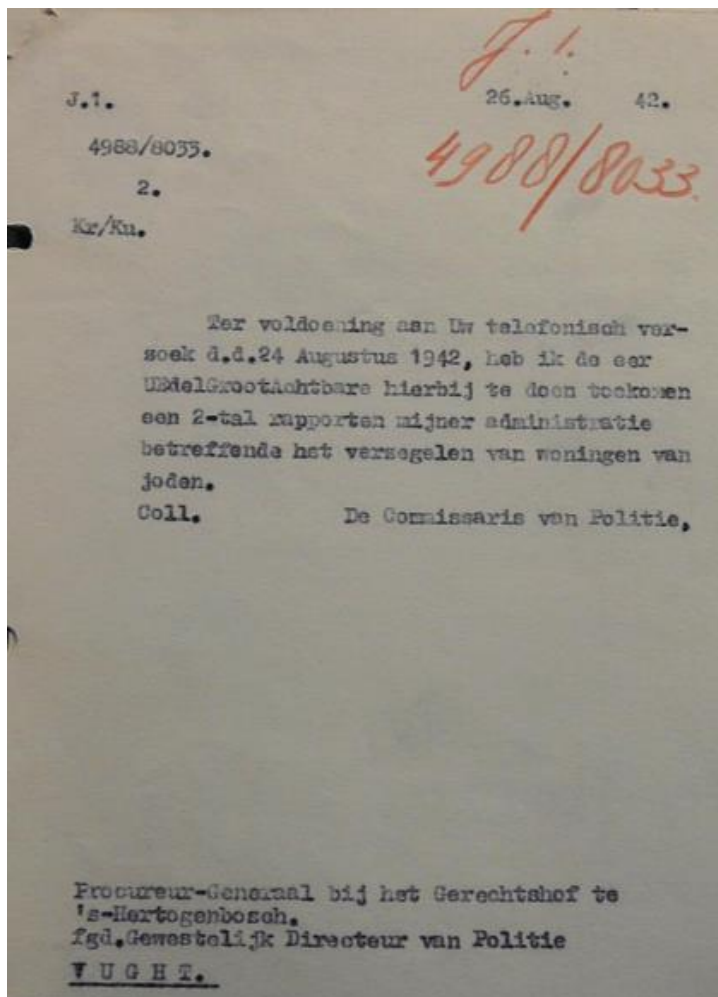 J. 1.
J.1. 26.Aug. 42.
4988/8033.
4988/8033.
2.
Kr/Ku.
Ter voldoening aan Uw telefonisch ver-
zoek d.d.24 Augustus 1942, heb ik de eer
UEdelGrootAchtbare hierbij te doen toekomen
een 2-tal rapporten mijner administratie
betreffende het verzegelen van woningen van
joden.
Coll. De Commissaris van Politie,
Procureur-Generaal bij het Gerechtshof te
's-Hertogenbosch.
fgd.Gewestelijk Directeur van Politie
VUGHT.